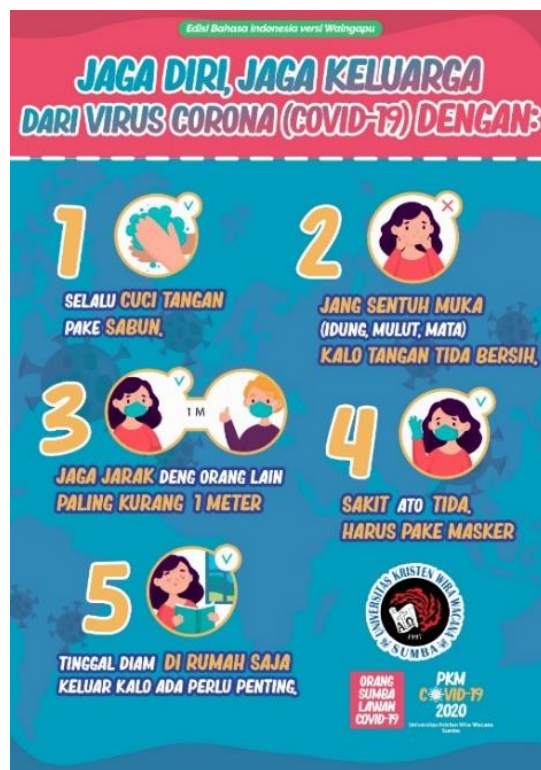 Edisi Bahasa Indonesia versi Waingapu
JAGA DIRI, JAGA KELUARGA
DARI VIRUS CORONA (COVID-19) DENGAN:
1
SELALU CUCI TANGAN
PAKE SABUN.
2
JANG SENTUH MUKA
(IDUNG, MULUT, MATA)
KALO TANGAN TIDA BERSIH.
3
1 M
JAGA JARAK DENG ORANG LAIN
PALING KURANG 1 METER
4
SAKIT ATO TIDA,
HARUS PAKE MASKER
5
TINGGAL DIAM DI RUMAH SAJA
KELUAR KALO ADA PERLU PENTING.
UNIVERSITAS KRISTEN WIRA WACANA
SUMBA
ORANG
SUMBA
LAWAN
COVID-19
PKM
COVID-19
2020
Universitas Kristen Wira Wacana
Sumba